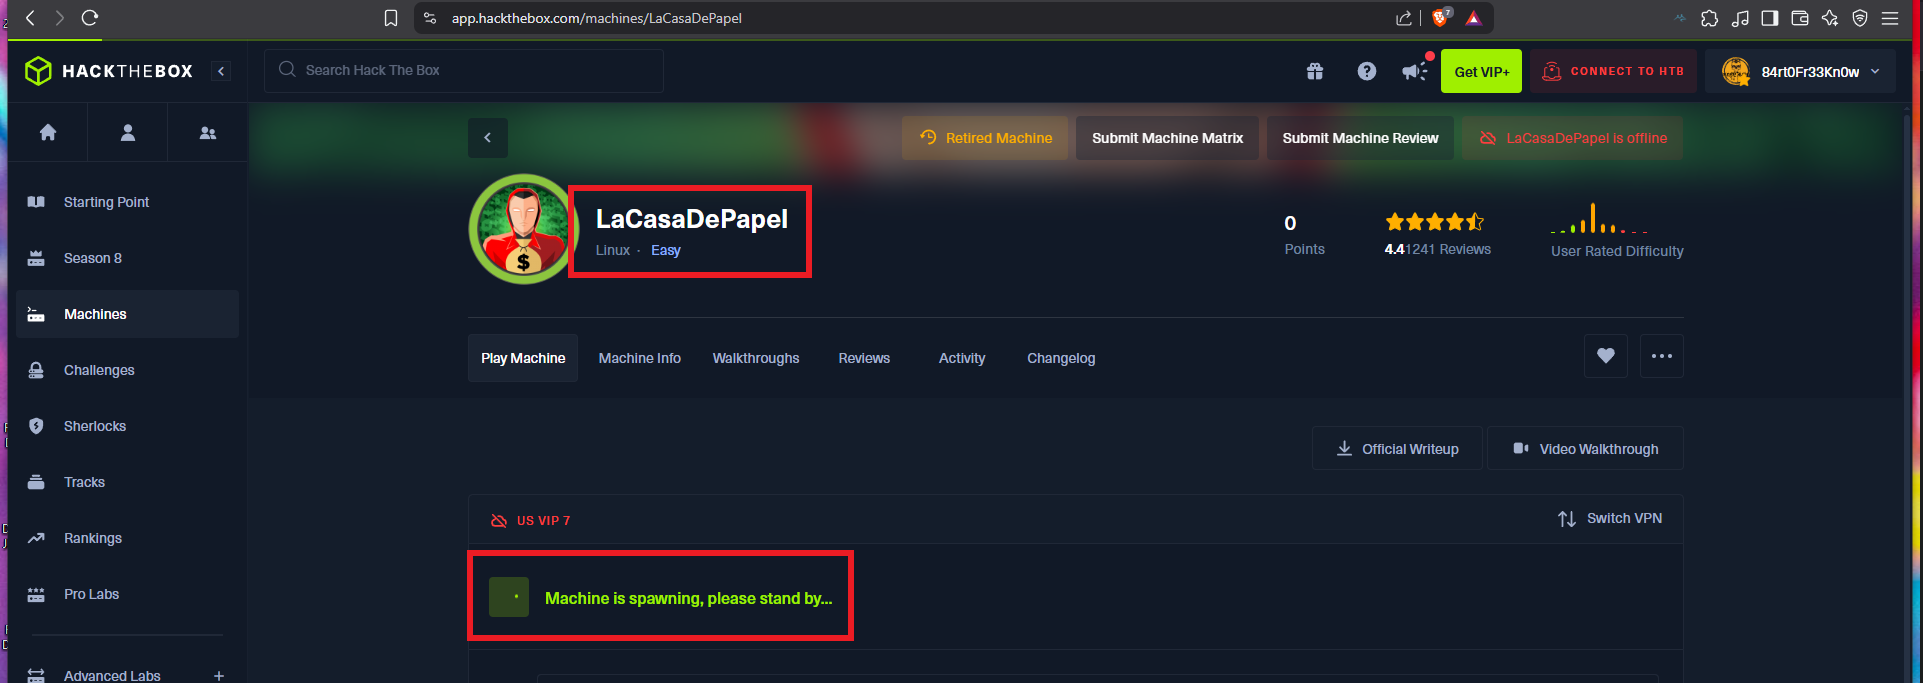 app.hackthebox.com/machines/LaCasaDePapel
7
HACKTHEBOX
Search Hack The Box
Get VIP+
CONNECT TO HTB
84rt0Fr33Kn0w
Retired Machine
Submit Machine Matrix
Submit Machine Review
LaCasaDePapel is offline
Starting Point
Season 8
Machines
Challenges
Sherlocks
Tracks
Rankings
Pro Labs
Advanced Labs +
$
LaCasaDePapel
Linux · Easy
0
Points
4.4 1241 Reviews
User Rated Difficulty
Play Machine
Machine Info
Walkthroughs
Reviews
Activity
Changelog
Official Writeup
Video Walkthrough
US VIP 7
Switch VPN
Machine is spawning, please stand by...